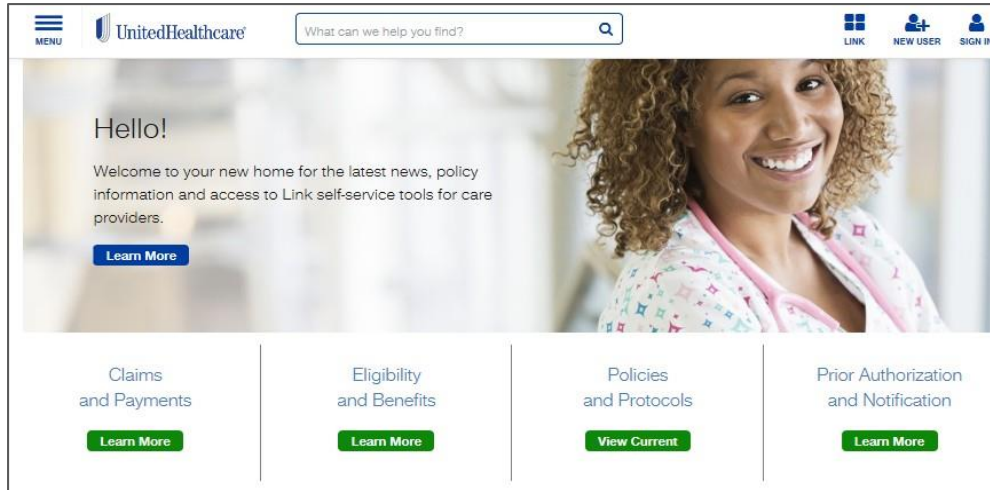 MENU
UnitedHealthcare®
What can we help you find?
LINK
NEW USER
SIGN IN
Hello!
Welcome to your new home for the latest news, policy
information and access to Link self-service tools for care
providers.
Learn More
Claims
and Payments
Learn More
Eligibility
and Benefits
Learn More
Policies
and Protocols
View Current
Prior Authorization
and Notification
Learn More